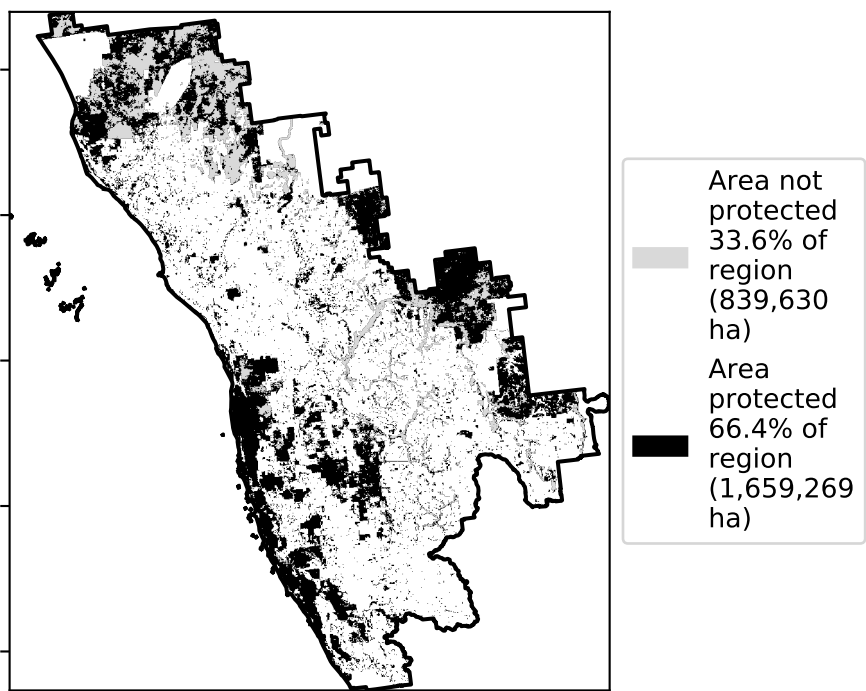 Area not
protected
33.6% of
region
(839,630
ha)
Area
protected
66.4% of
region
(1,659,269
ha)